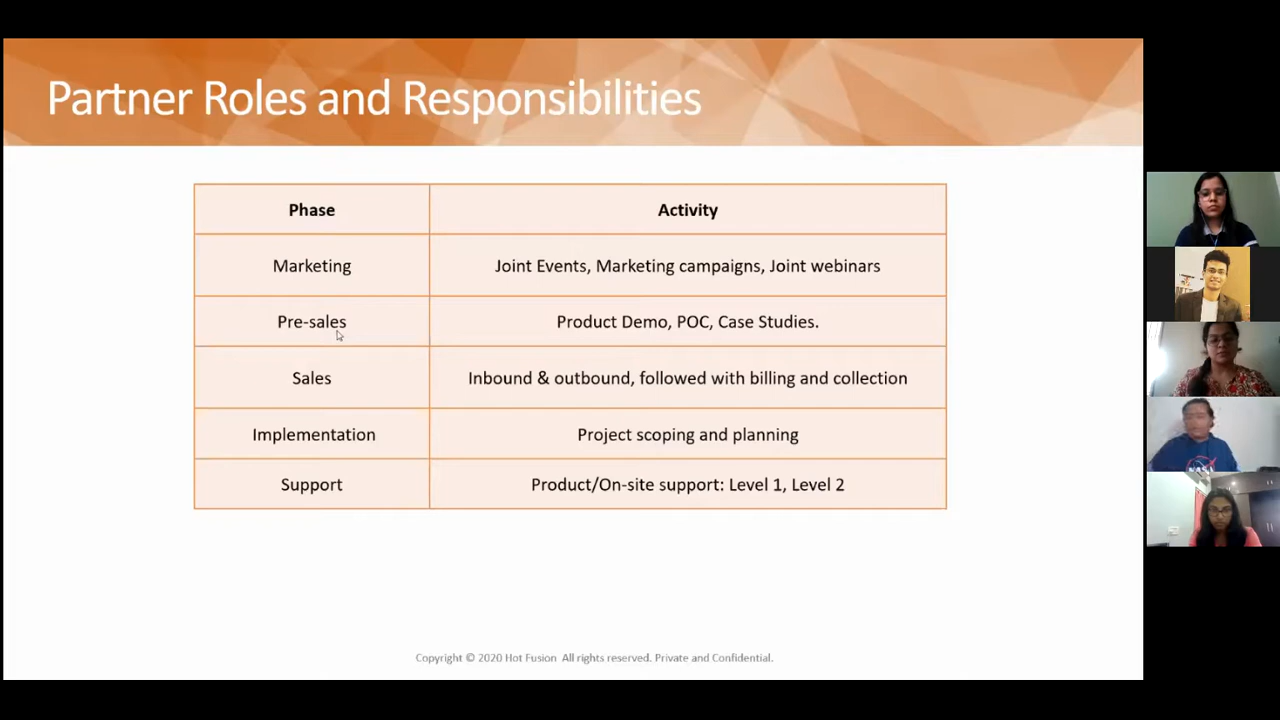 Partner Roles and Responsibilities
Phase Activity
Marketing Joint Events, Marketing campaigns, Joint webinars
Pre-sales Product Demo, POC, Case Studies.
Sales Inbound & outbound, followed with billing and collection
Implementation Project scoping and planning
Support Product/On-site support: Level 1, Level 2
Copyright © 2020 Hot Fusion All rights reserved. Private and Confidential.
NASA